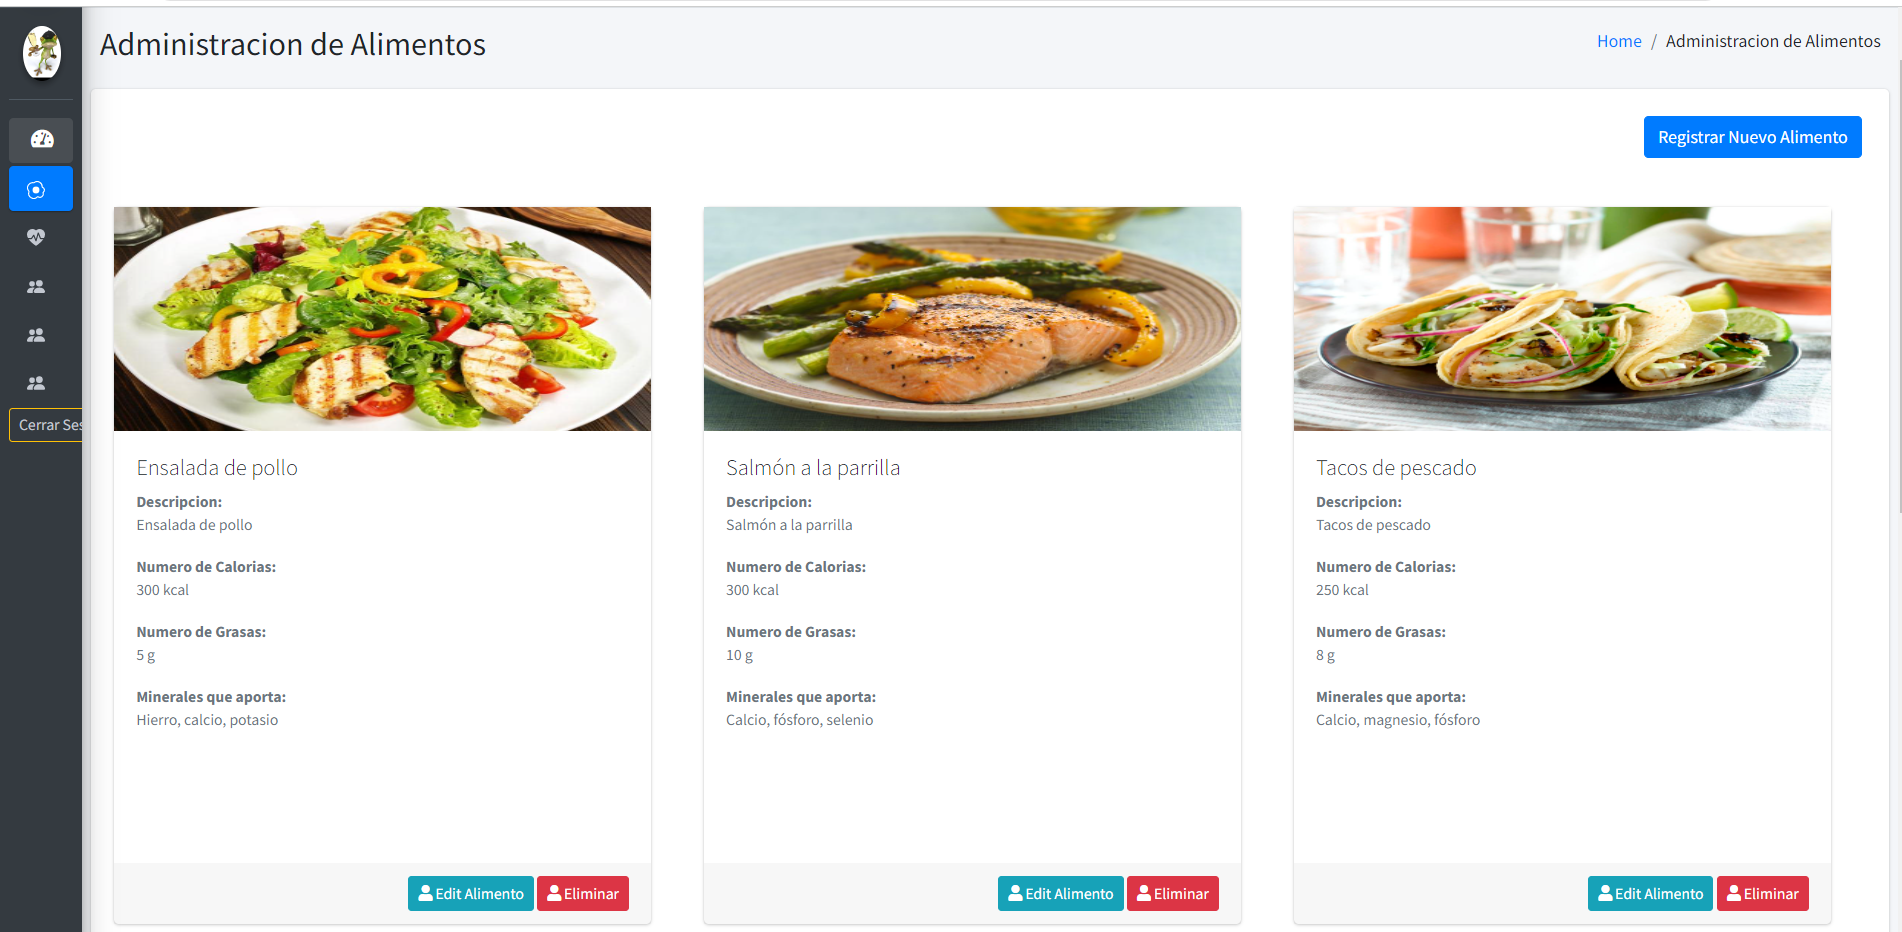 Administracion de Alimentos
Home / Administracion de Alimentos
Registrar Nuevo Alimento
Cerrar Ses
Ensalada de pollo
Descripcion:
Ensalada de pollo
Numero de Calorias:
300 kcal
Numero de Grasas:
5 g
Minerales que aporta:
Hierro, calcio, potasio
Edit Alimento
Eliminar
Salmón a la parrilla
Descripcion:
Salmón a la parrilla
Numero de Calorias:
300 kcal
Numero de Grasas:
10 g
Minerales que aporta:
Calcio, fósforo, selenio
Edit Alimento
Eliminar
Tacos de pescado
Descripcion:
Tacos de pescado
Numero de Calorias:
250 kcal
Numero de Grasas:
8 g
Minerales que aporta:
Calcio, magnesio, fósforo
Edit Alimento
Eliminar